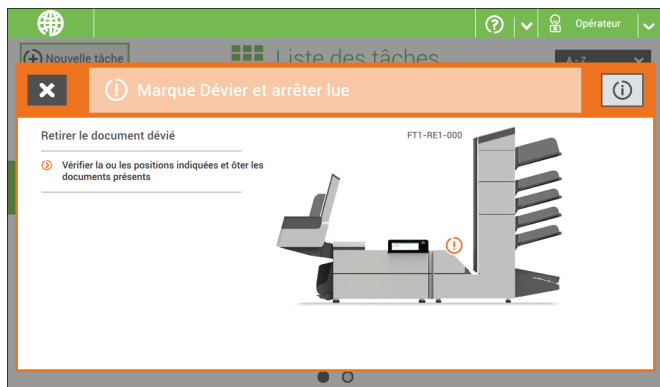 Opérateur
Nouvelle tâche
Liste des tâches
A - Z
Marque Dévier et arrêter lue
Retirer le document dévié
FT1-RE1-000
Vérifier la ou les positions indiquées et ôter les
documents présents